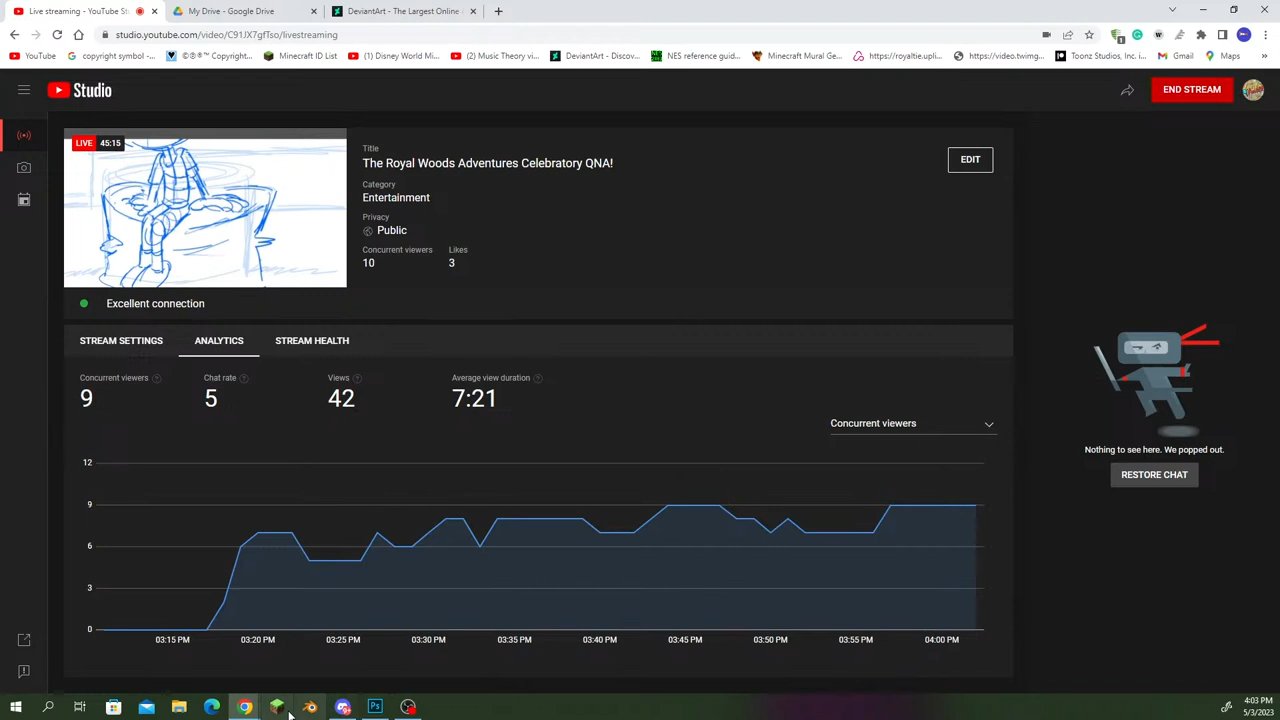 Live streaming - YouTube St
My Drive - Google Drive
DeviantArt - The Largest Online
studio.youtube.com/video/C91JX7gfTso/livestreaming
YouTube
copyright symbol -...
©®®™ Copyright...
Minecraft ID List
(1) Disney World Mi...
(2) Music Theory vi...
DeviantArt - Discov...
NES reference guid...
Minecraft Mural Ge...
https://royaltie.upli...
https://video.twimg...
Toonz Studios, Inc. i...
Gmail
Maps
Studio
END STREAM
LIVE 45:15
Title
The Royal Woods Adventures Celebratory QNA!
EDIT
Category
Entertainment
Privacy
Public
Concurrent viewers Likes
10 3
Excellent connection
STREAM SETTINGS ANALYTICS STREAM HEALTH
Concurrent viewers Chat rate Views Average view duration
9 5 42 7:21
Concurrent viewers
12
9
6
3
0
03:15 PM 03:20 PM 03:25 PM 03:30 PM 03:35 PM 03:40 PM 03:45 PM 03:50 PM 03:55 PM 04:00 PM
Nothing to see here. We popped out.
RESTORE CHAT
Ps
4:03 PM
5/3/2023